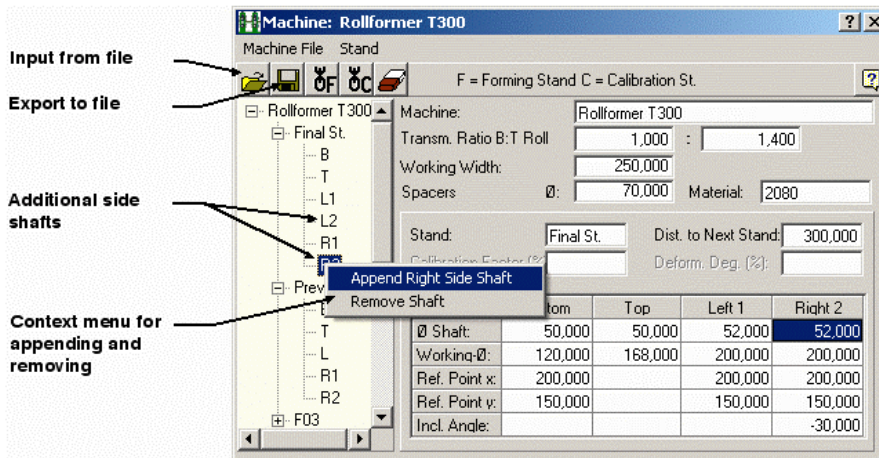 Machine: Rollformer T300
Machine File Stand
Input from file
F = Forming Stand C = Calibration St.
Export to file
Rollformer T300
Final St.
B
T
L1
L2
R1
R2
Additional side
shafts
Machine: Rollformer T300
Transm. Ratio B:T Roll 1,000 : 1,400
Working Width: 250,000
Spacers Ø: 70,000 Material: 2080
Stand: Final St. Dist. to Next Stand: 300,000
Calibration Factor (%) Deform. Deg. (%):
Append Right Side Shaft
Remove Shaft
Context menu for
appending and
removing
T
L
R1
R2
F03
Top Left 1 Right 2
Ø Shaft: 50,000 50,000 52,000 52,000
Working-Ø: 120,000 168,000 200,000 200,000
Ref. Point x: 200,000 200,000 200,000
Ref. Point y: 150,000 150,000 150,000
Incl. Angle: -30,000